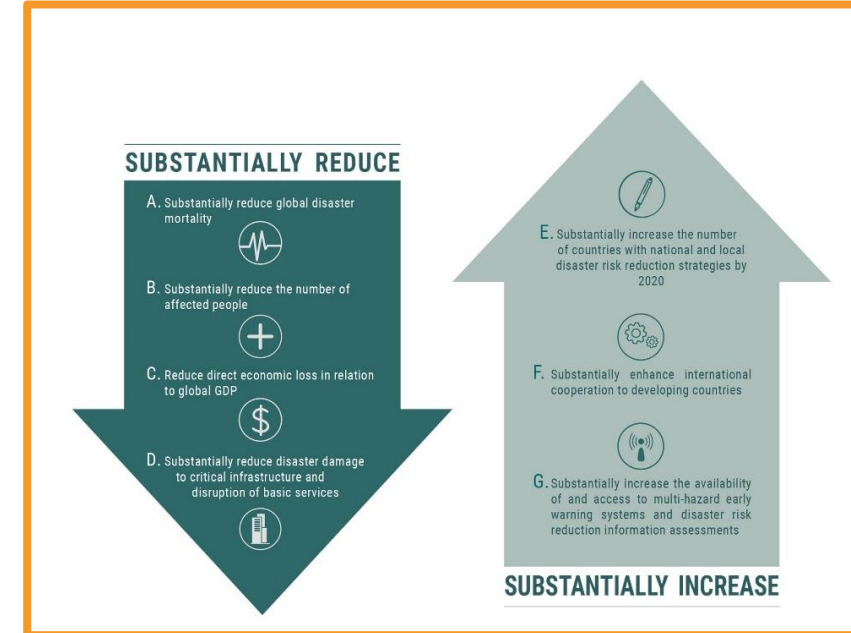 SUBSTANTIALLY REDUCE
A. Substantially reduce global disaster
mortality
B. Substantially reduce the number of
affected people
C. Reduce direct economic loss in relation
to global GDP
$
D. Substantially reduce disaster damage
to critical infrastructure and
disruption of basic services
E. Substantially increase the number
of countries with national and local
disaster risk reduction strategies by
2020
F. Substantially enhance international
cooperation to developing countries
G. Substantially increase the availability
of and access to multi-hazard early
warning systems and disaster risk
reduction information assessments
SUBSTANTIALLY INCREASE